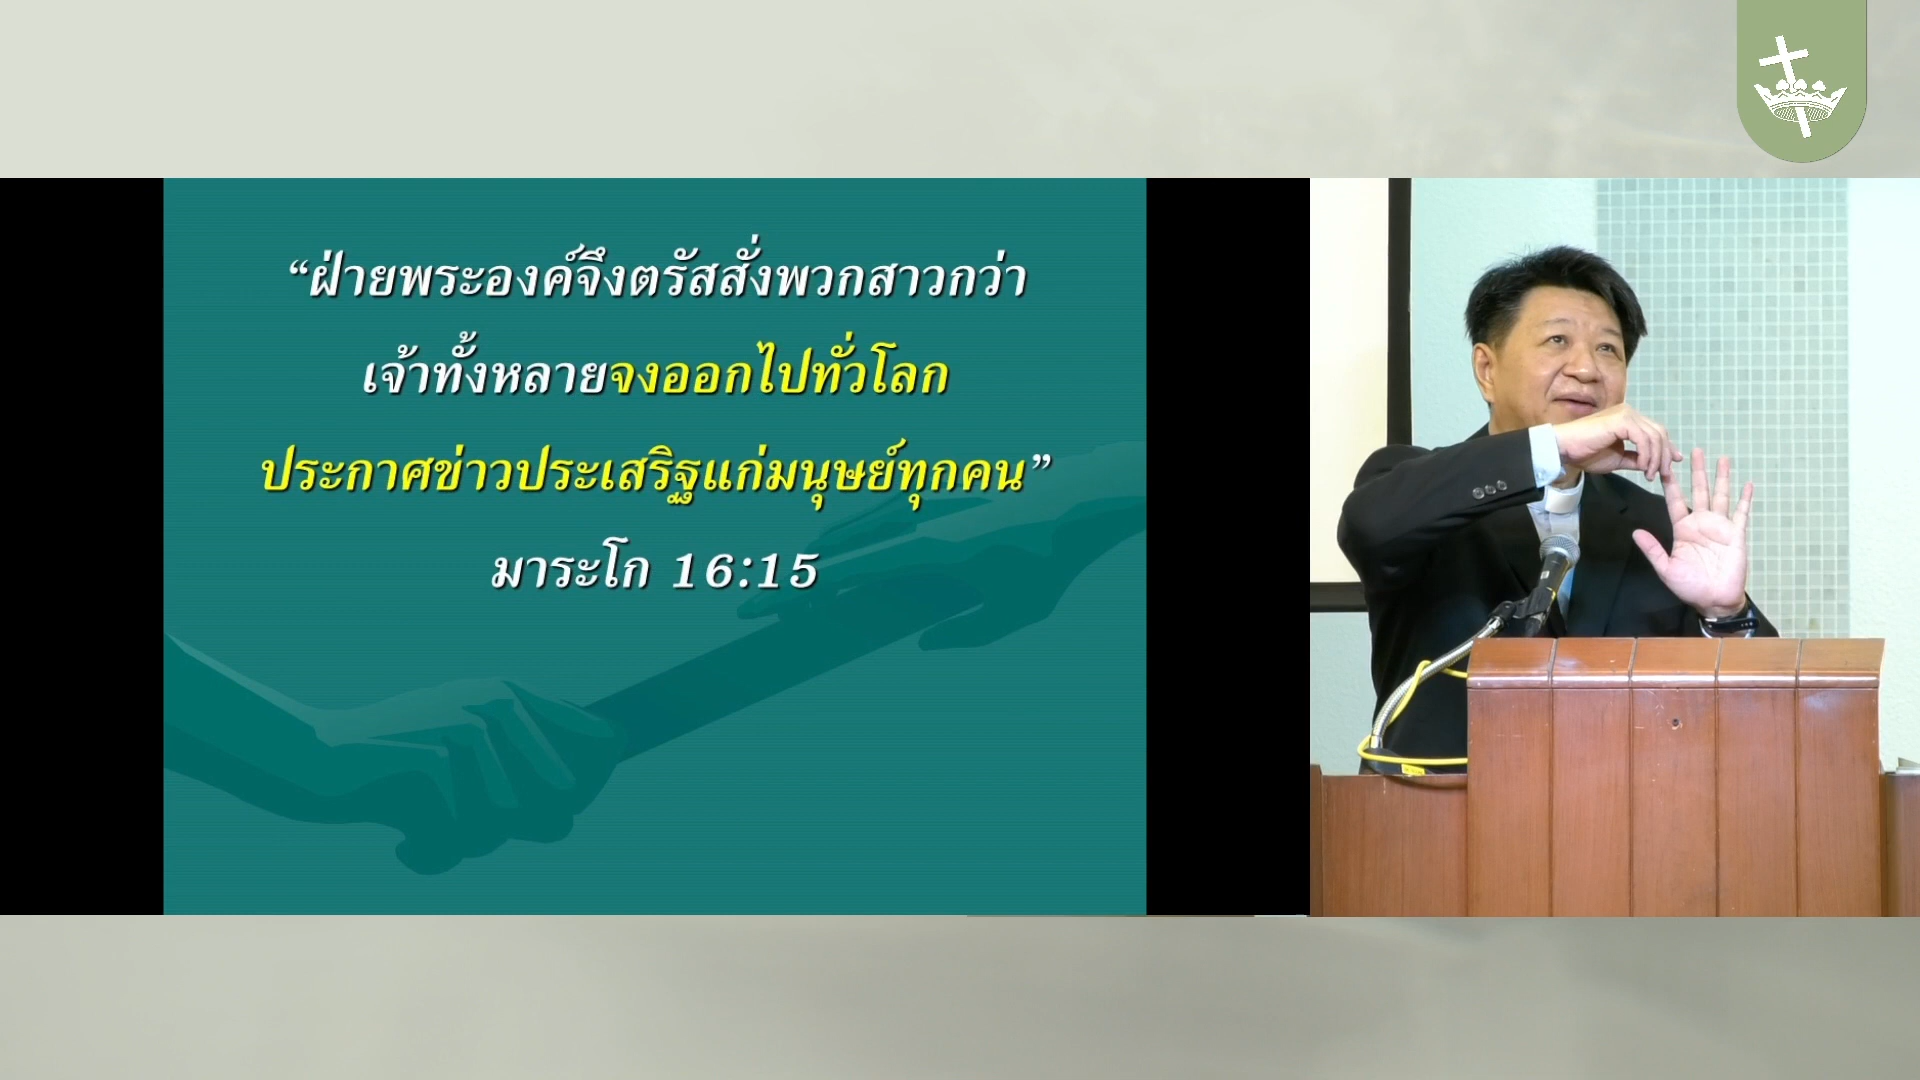 “ฝ่ายพระองค์จึงตรัสสั่งพวกสาวกว่า
เจ้าทั้งหลายจงออกไปทั่วโลก
ประกาศข่าวประเสริฐแก่มนุษย์ทุกคน”
มาระโก 16:15